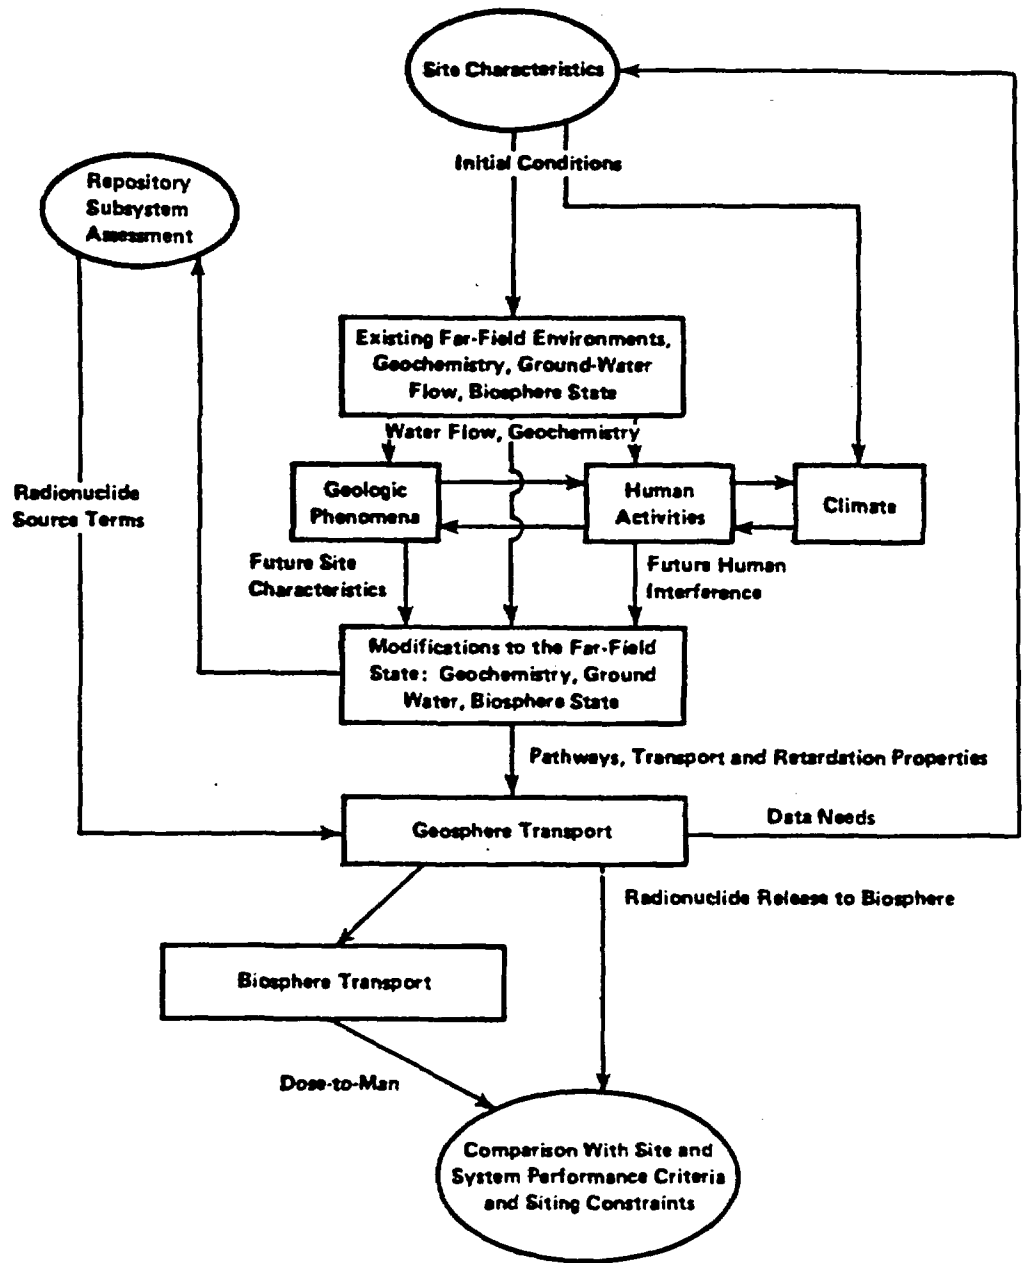 Site Characteristics
Initial Conditions
Repository
Subsystem
Assessment
Existing Far-Field Environments,
Geochemistry, Ground-Water
Flow, Biosphere State
Water Flow, Geochemistry
Geologic
Phenomena
Human
Activities
Climate
Radionuclide
Source Terms
Future Site
Characteristics
Future Human
Interference
Modifications to the Far-Field
State: Geochemistry, Ground
Water, Biosphere State
Pathways, Transport and Retardation Properties
Geosphere Transport
Data Needs
Radionuclide Release to Biosphere
Biosphere Transport
Dose-to-Man
Comparison With Site and
System Performance Criteria
and Siting Constraints